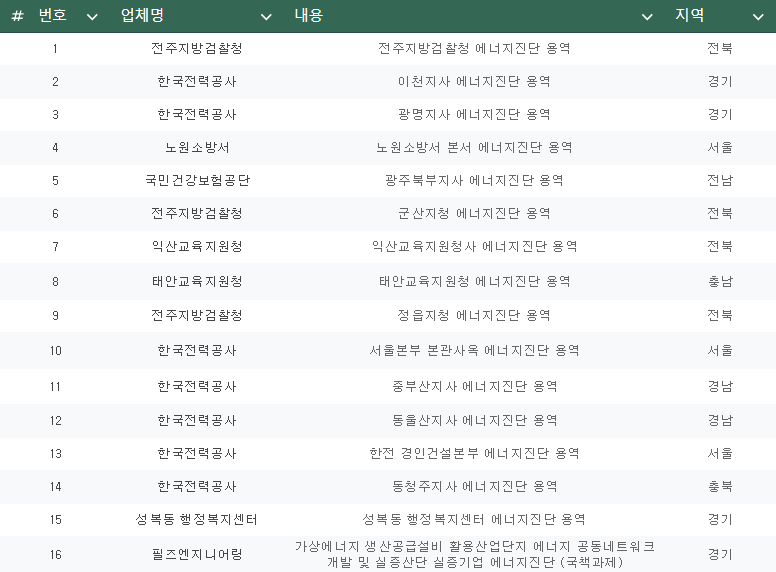 # 번호 업체명 내용 지역
1 전주지방검찰청 전주지방검찰청 에너지진단 용역 전북
2 한국전력공사 이천지사 에너지진단 용역 경기
3 한국전력공사 광명지사 에너지진단 용역 경기
4 노원소방서 노원소방서 본서 에너지진단 용역 서울
5 국민건강보험공단 광주북부지사 에너지진단 용역 전남
6 전주지방검찰청 군산지청 에너지진단 용역 전북
7 익산교육지원청 익산교육지원청사 에너지진단 용역 전북
8 태안교육지원청 태안교육지원청 에너지진단 용역 충남
9 전주지방검찰청 정읍지청 에너지진단 용역 전북
10 한국전력공사 서울본부 본관사옥 에너지진단 용역 서울
11 한국전력공사 중부산지사 에너지진단 용역 경남
12 한국전력공사 동울산지사 에너지진단 용역 경남
13 한국전력공사 한전 경인건설본부 에너지진단 용역 서울
14 한국전력공사 동청주지사 에너지진단 용역 충북
15 성복동 행정복지센터 성복동 행정복지센터 에너지진단 용역 경기
16 필즈엔지니어링 가상에너지 생산공급설비 활용산업단지 에너지 공동네트워크
개발 및 실증산단 실증기업 에너지진단 (국책과제) 경기